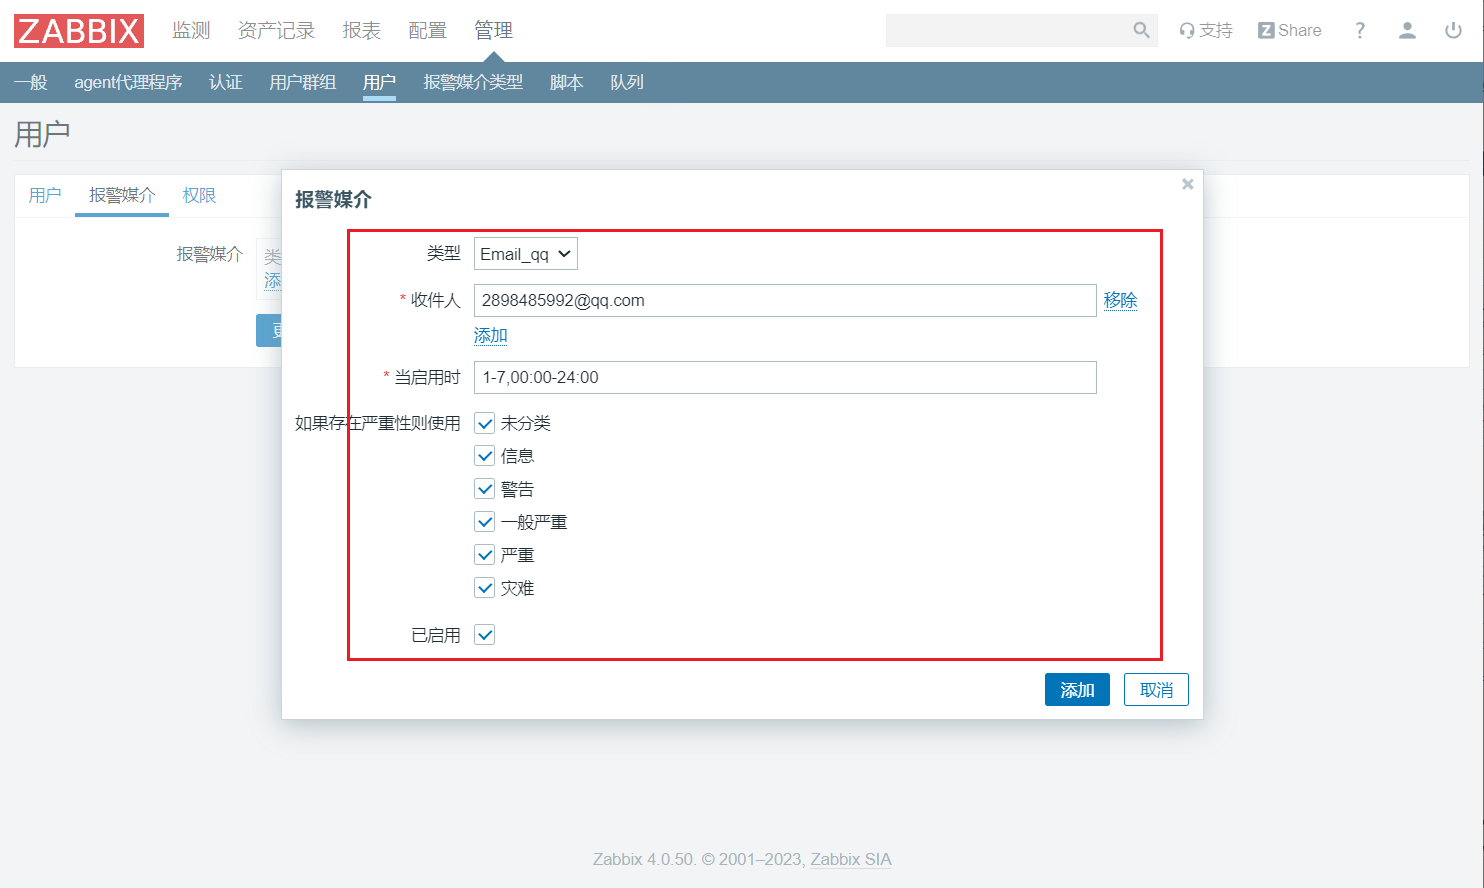 ZABBIX 监测 资产记录 报表 配置 管理 支持 Z Share ?
一般 agent代理程序 认证 用户群组 用户 报警媒介类型 脚本 队列
用户
用户 报警媒介 权限
报警媒介 类
添
更
报警媒介
类型 Email_qq
* 收件人 2898485992@qq.com 移除
添加
* 当启用时 1-7,00:00-24:00
如果存在严重性则使用 未分类
信息
警告
一般严重
严重
灾难
已启用
添加 取消
Zabbix 4.0.50. © 2001–2023, Zabbix SIA